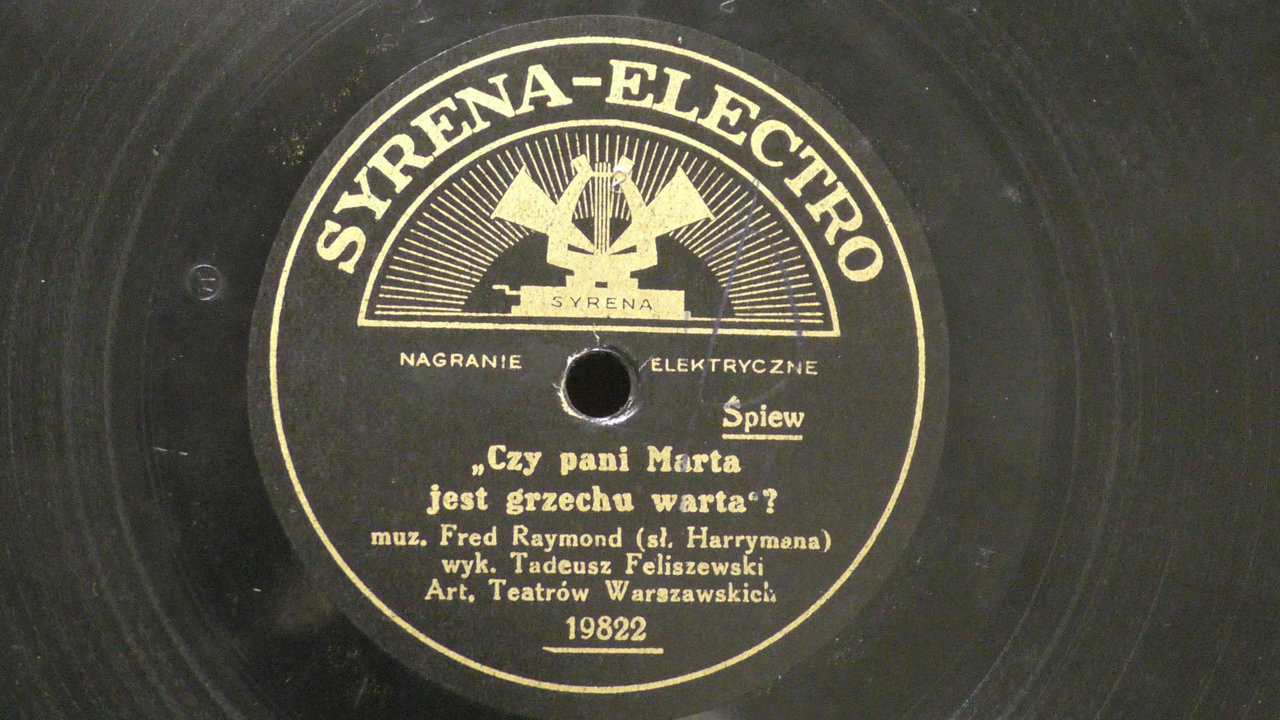 SYRENA-ELECTRO
SYRENA
NAGRANIE ELEKTRYCZNE
Śpiew
„Czy pani Marta
jest grzechu warta“?
muz. Fred Raymond (sł. Harrymana)
wyk. Tadeusz Feliszewski
Art. Teatrów Warszawskich
19822